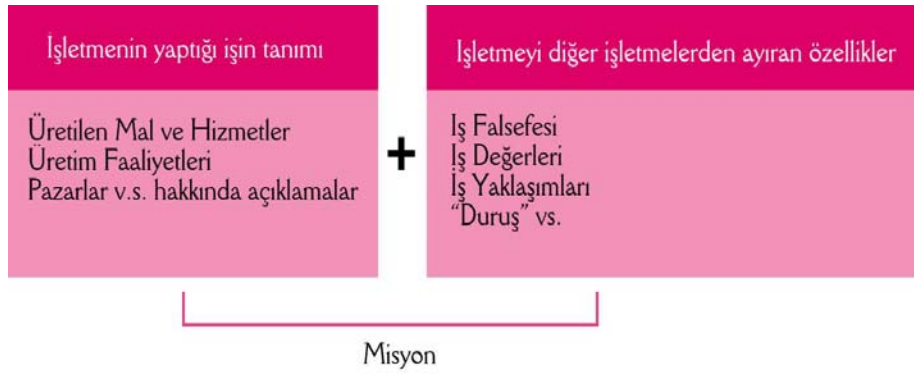 İşletmenin yaptığı işin tanımı
Üretilen Mal ve Hizmetler
Üretim Faaliyetleri
Pazarlar v.s. hakkında açıklamalar
+
İşletmeyi diğer işletmelerden ayıran özellikler
İş Falsefesi
İş Değerleri
İş Yaklaşımları
“Duruş” vs.
Misyon